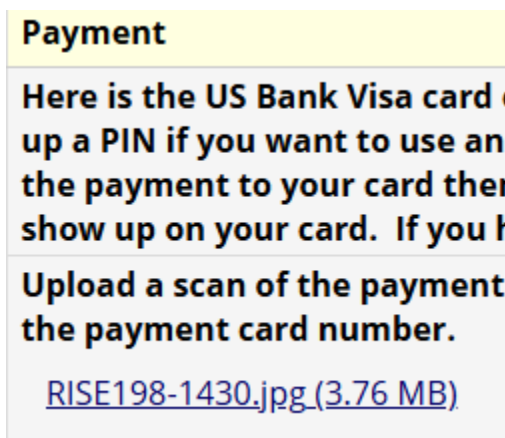 Payment
Here is the US Bank Visa card
up a PIN if you want to use an
the payment to your card
show up on your card.  If you
Upload a scan of the payment
the payment card number.
RISE198-1430.jpg (3.76 MB)